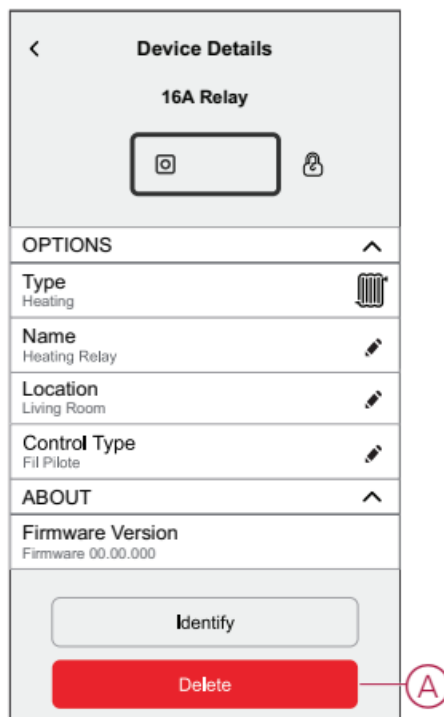 Device Details
16A Relay
OPTIONS
Type
Heating
Name
Heating Relay
Location
Living Room
Control Type
Fil Pilote
ABOUT
Firmware Version
Firmware 00.00.000
Identify
Delete
A